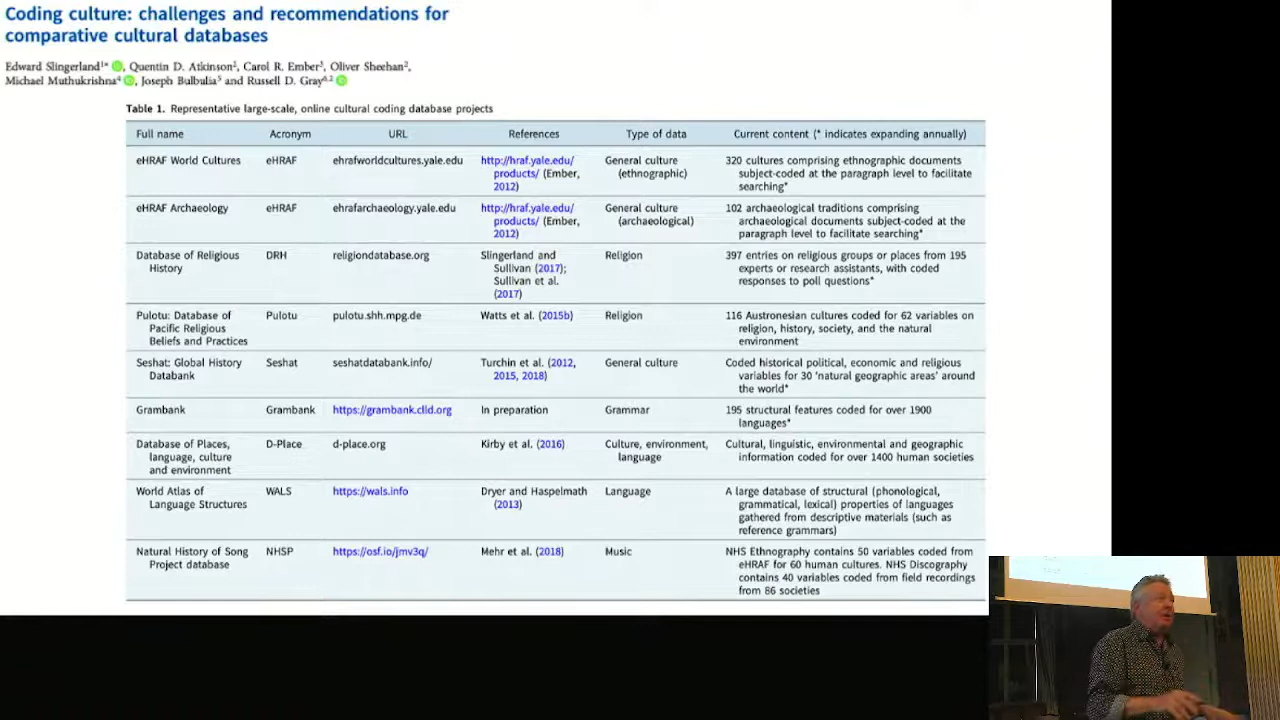 Coding culture: challenges and recommendations for
comparative cultural databases
Edward Slingerland¹*, Quentin D. Atkinson², Carol R. Ember³, Oliver Sheehan²,
Michael Muthukrishna⁴, Joseph Bulbulia⁵ and Russell D. Gray⁶,²
Table 1. Representative large-scale, online cultural coding database projects
Full name Acronym URL References Type of data Current content (* indicates expanding annually)
eHRAF World Cultures eHRAF ehrafworldcultures.yale.edu http://hraf.yale.edu/ General culture 320 cultures comprising ethnographic documents
products/ (Ember, (ethnographic) subject-coded at the paragraph level to facilitate
2012) searching*
eHRAF Archaeology eHRAF ehrafarchaeology.yale.edu http://hraf.yale.edu/ General culture 102 archaeological traditions comprising
products/ (Ember, (archaeological) archaeological documents subject-coded at the
2012) paragraph level to facilitate searching*
Database of Religious DRH religiondatabase.org Slingerland and Religion 397 entries on religious groups or places from 195
History Sullivan (2017); experts or research assistants, with coded
Sullivan et al. responses to poll questions*
(2017)
Pulotu: Database of Pulotu pulotu.shh.mpg.de Watts et al. (2015b) Religion 116 Austronesian cultures coded for 62 variables on
Pacific Religious religion, history, society, and the natural
Beliefs and Practices environment
Seshat: Global History Seshat seshatdatabank.info/ Turchin et al. (2012, General culture Coded historical political, economic and religious
Databank 2015, 2018) variables for 30 'natural geographic areas' around
the world*
Grambank Grambank https://grambank.clld.org In preparation Grammar 195 structural features coded for over 1900
languages*
Database of Places, D-Place d-place.org Kirby et al. (2016) Culture, environment, Cultural, linguistic, environmental and geographic
language, culture language information coded for over 1400 human societies
and environment
World Atlas of WALS https://wals.info Dryer and Haspelmath Language A large database of structural (phonological,
Language Structures (2013) grammatical, lexical) properties of languages
gathered from descriptive materials (such as
reference grammars)
Natural History of Song NHSP https://osf.io/jmv3q/ Mehr et al. (2018) Music NHS Ethnography contains 50 variables coded from
Project database eHRAF for 60 human cultures. NHS Discography
contains 40 variables coded from field recordings
from 86 societies